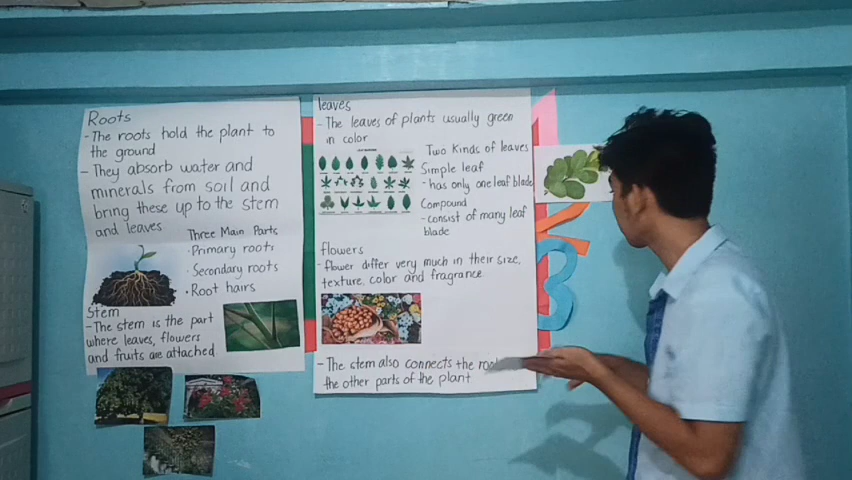 Roots
- The roots hold the plant to
the ground
- They absorb water and
minerals from soil and
bring these up to the stem
and leaves
Three Main Parts
• Primary roots
• Secondary roots
• Root hairs
Stem
- The stem is the part
where leaves, flowers
and fruits are attached
leaves
- The leaves of plants usually green
in color
Two Kinds of leaves
Simple leaf
- has only one leaf blade
Compound
- consist of many leaf
blade
flowers
- flower differ very much in their size,
texture, color and fragrance
- The stem also connects the
the other parts of the plant